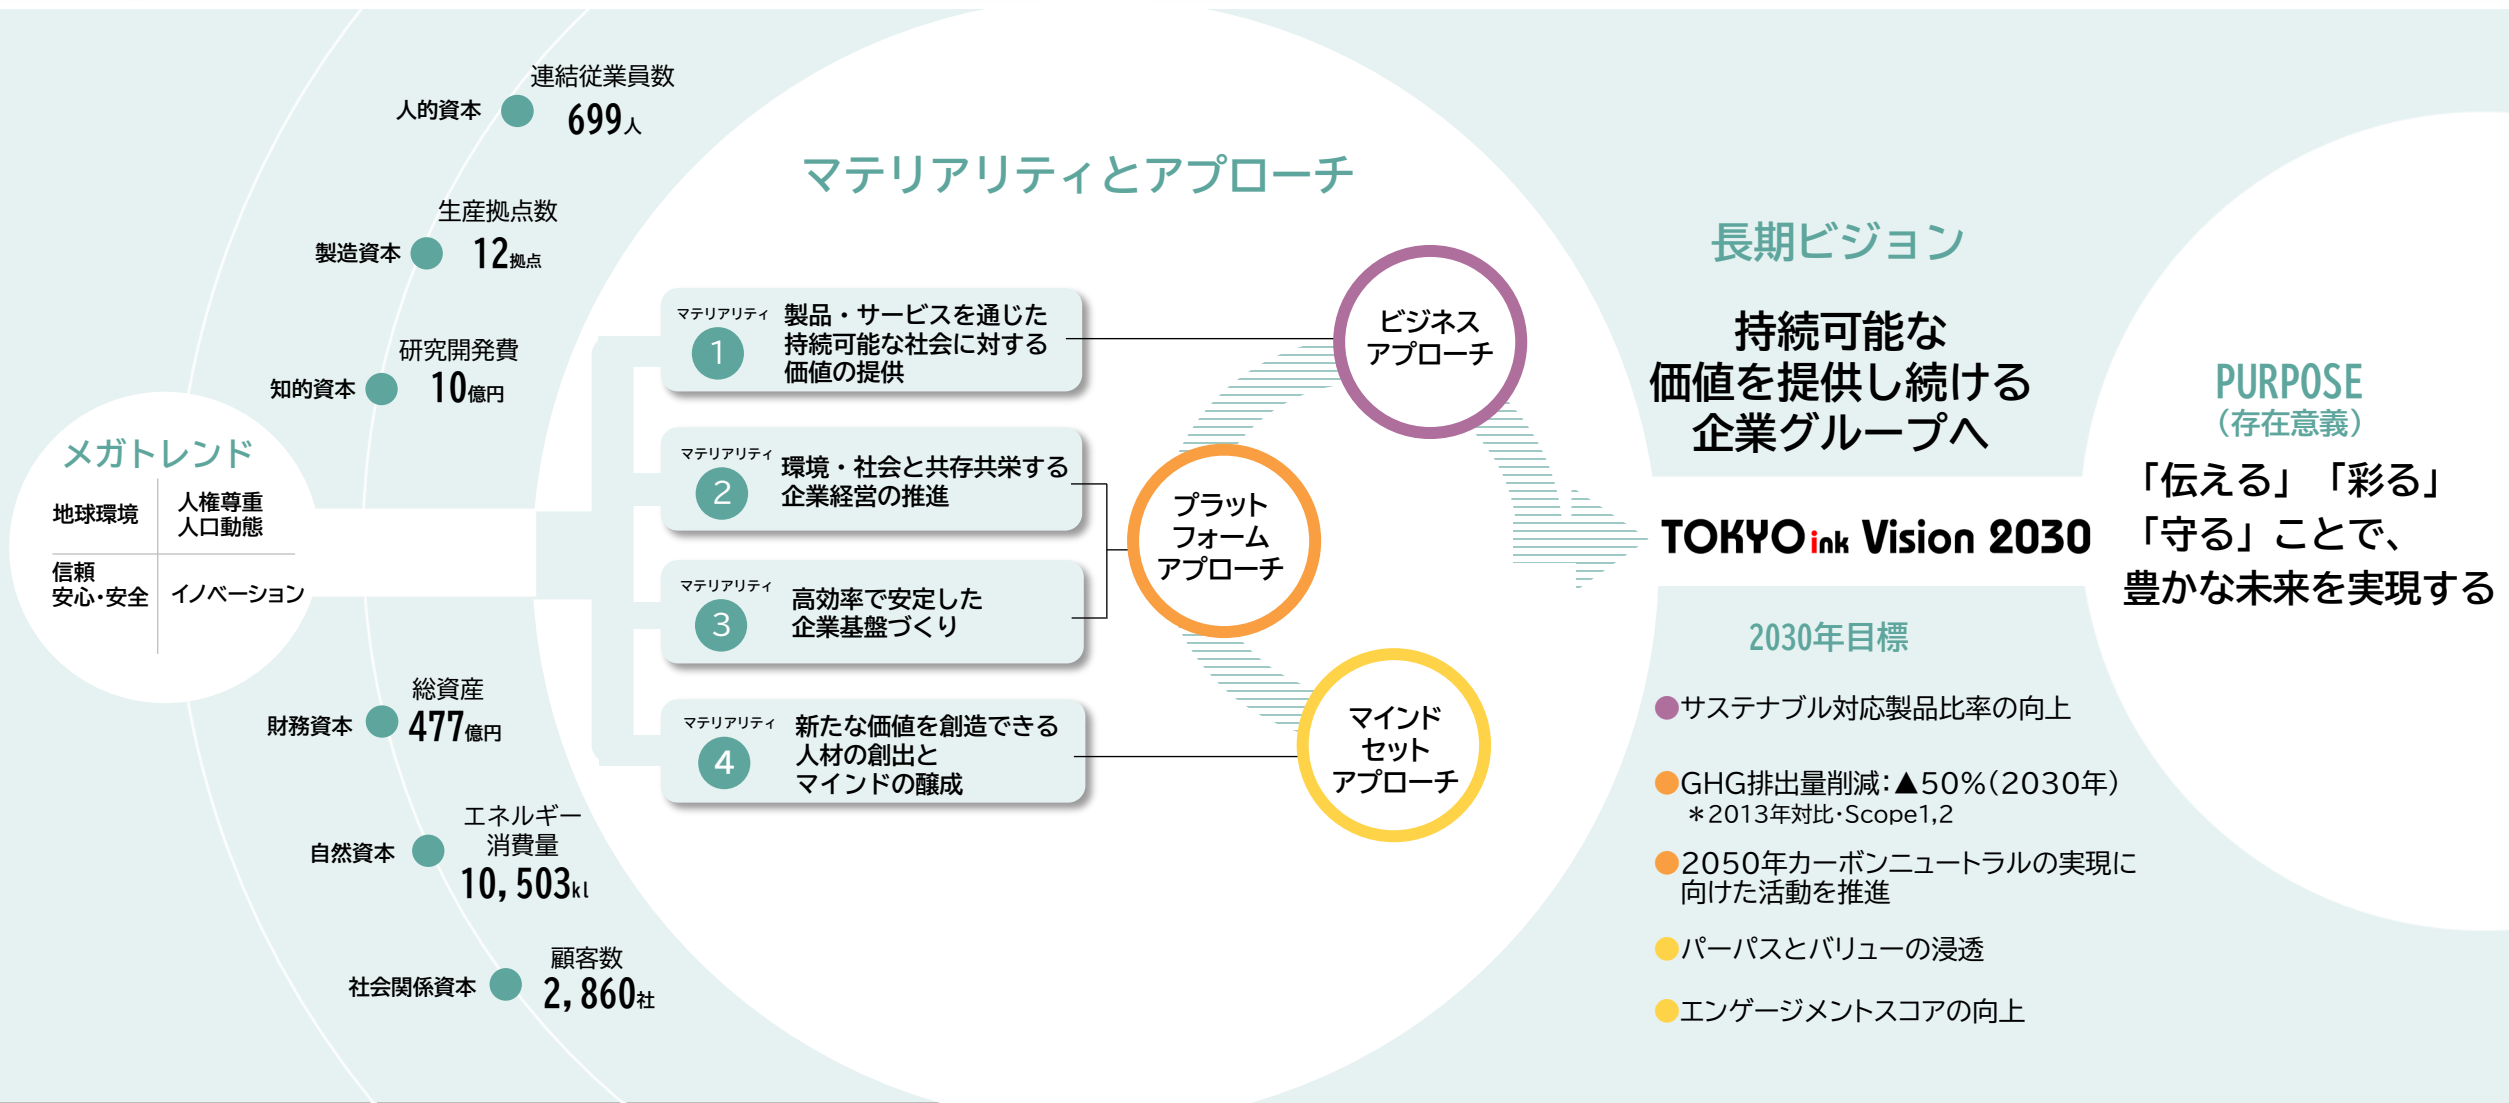 メガトレンド
地球環境
人権尊重
人口動態
信頼
安心・安全
イノベーション
人的資本
連結従業員数
699人
製造資本
生産拠点数
12拠点
知的資本
研究開発費
10億円
財務資本
総資産
477億円
自然資本
エネルギー
消費量
10,503kl
社会関係資本
顧客数
2,860社
マテリアリティとアプローチ
マテリアリティ
1
製品・サービスを通じた
持続可能な社会に対する
価値の提供
マテリアリティ
2
環境・社会と共存共栄する
企業経営の推進
マテリアリティ
3
高効率で安定した
企業基盤づくり
マテリアリティ
4
新たな価値を創造できる
人材の創出と
マインドの醸成
ビジネス
アプローチ
プラット
フォーム
アプローチ
マインド
セット
アプローチ
長期ビジョン
持続可能な
価値を提供し続ける
企業グループへ
TOKYO ink Vision 2030
2030年目標
●サステナブル対応製品比率の向上
●GHG排出量削減：▲50%（2030年）
＊2013年対比・Scope1,2
●2050年カーボンニュートラルの実現に
向けた活動を推進
●パーパスとバリューの浸透
●エンゲージメントスコアの向上
PURPOSE
（存在意義）
「伝える」「彩る」
「守る」ことで、
豊かな未来を実現する